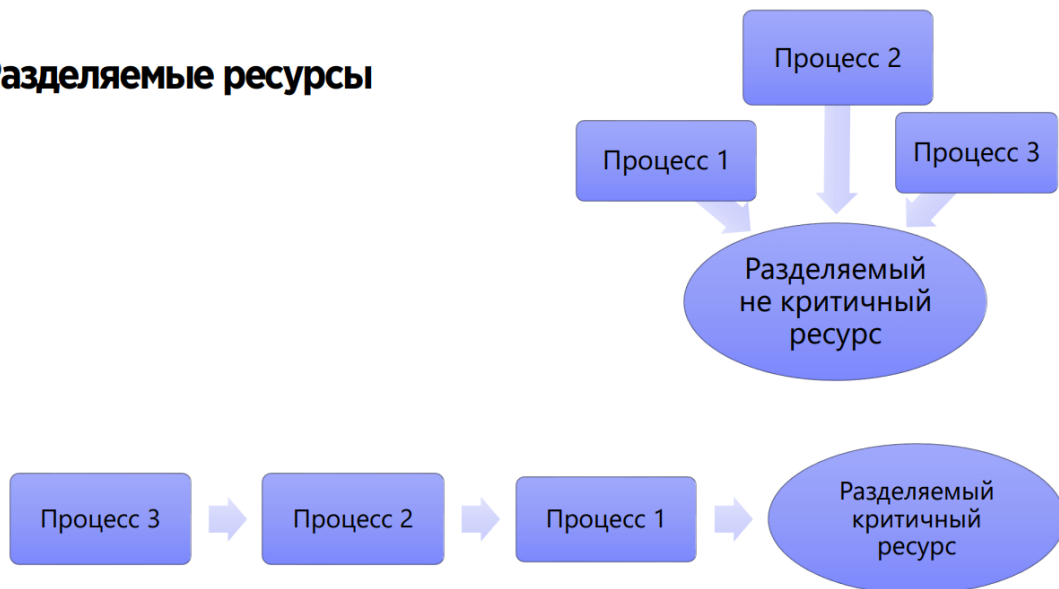 азделяемые ресурсы
Процесс 2
Процесс 1
Процесс 3
Разделяемый
не критичный
ресурс
Процесс 3
Процесс 2
Процесс 1
Разделяемый
критичный
ресурс